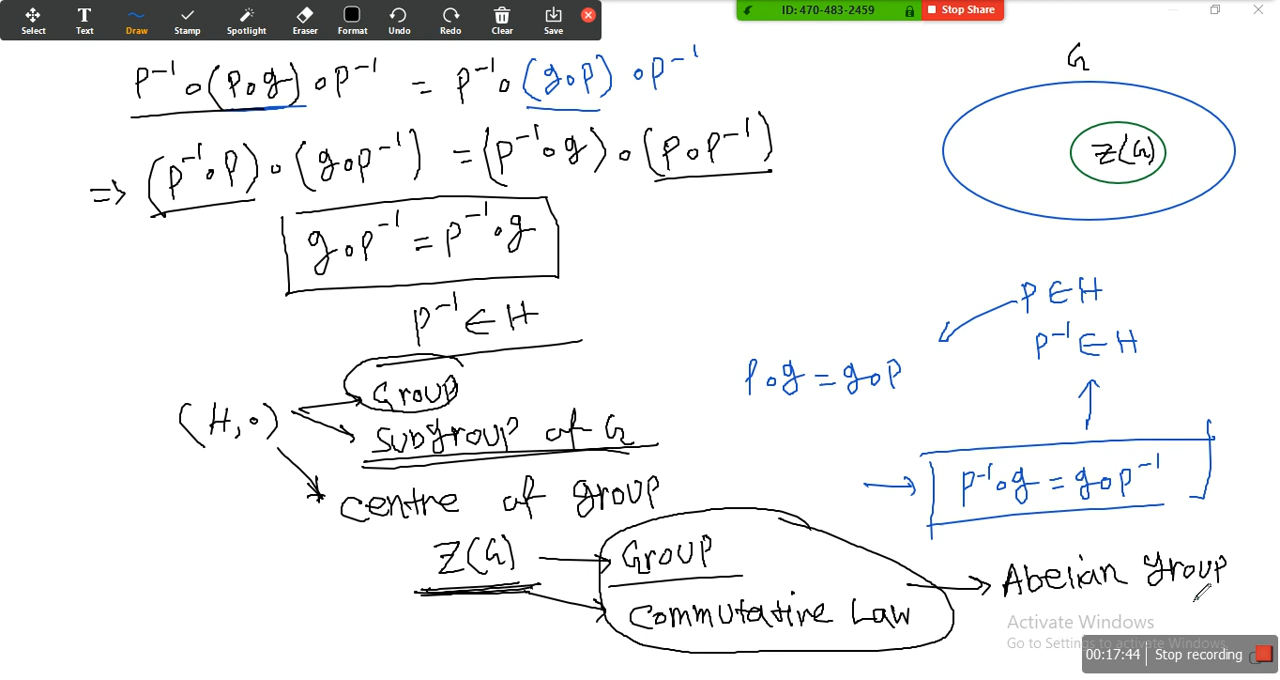 Select Text Draw Stamp Spotlight Eraser Format Undo Redo Clear Save
ID: 470-483-2459 Stop Share
p⁻¹ ∘ (p∘g) ∘ p⁻¹ = p⁻¹ ∘ (g∘p) ∘ p⁻¹
⇒ (p⁻¹∘p) ∘ (g∘p⁻¹) = (p⁻¹∘g) ∘ (p∘p⁻¹)
g∘p⁻¹ = p⁻¹∘g
p⁻¹ ∈ H
(H, ∘)
Group
Subgroup of G
centre of group
Z(G)
Group
Commutative Law
Abelian group
G
Z(G)
p ∈ H
p⁻¹ ∈ H
p∘g = g∘p
p⁻¹∘g = g∘p⁻¹
Activate Windows
Go to Settings to activate Windows.
00:17:44 Stop recording